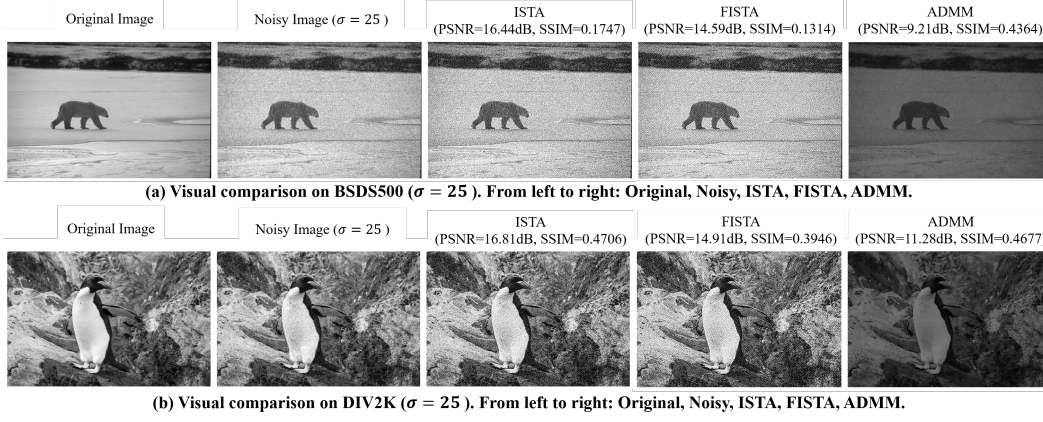 Original Image
Noisy Image (σ = 25 )
ISTA
(PSNR=16.44dB, SSIM=0.1747)
FISTA
(PSNR=14.59dB, SSIM=0.1314)
ADMM
(PSNR=9.21dB, SSIM=0.4364)
(a) Visual comparison on BSDS500 (σ = 25 ). From left to right: Original, Noisy, ISTA, FISTA, ADMM.
Original Image
Noisy Image (σ = 25 )
ISTA
(PSNR=16.81dB, SSIM=0.4706)
FISTA
(PSNR=14.91dB, SSIM=0.3946)
ADMM
(PSNR=11.28dB, SSIM=0.4677
(b) Visual comparison on DIV2K (σ = 25 ). From left to right: Original, Noisy, ISTA, FISTA, ADMM.